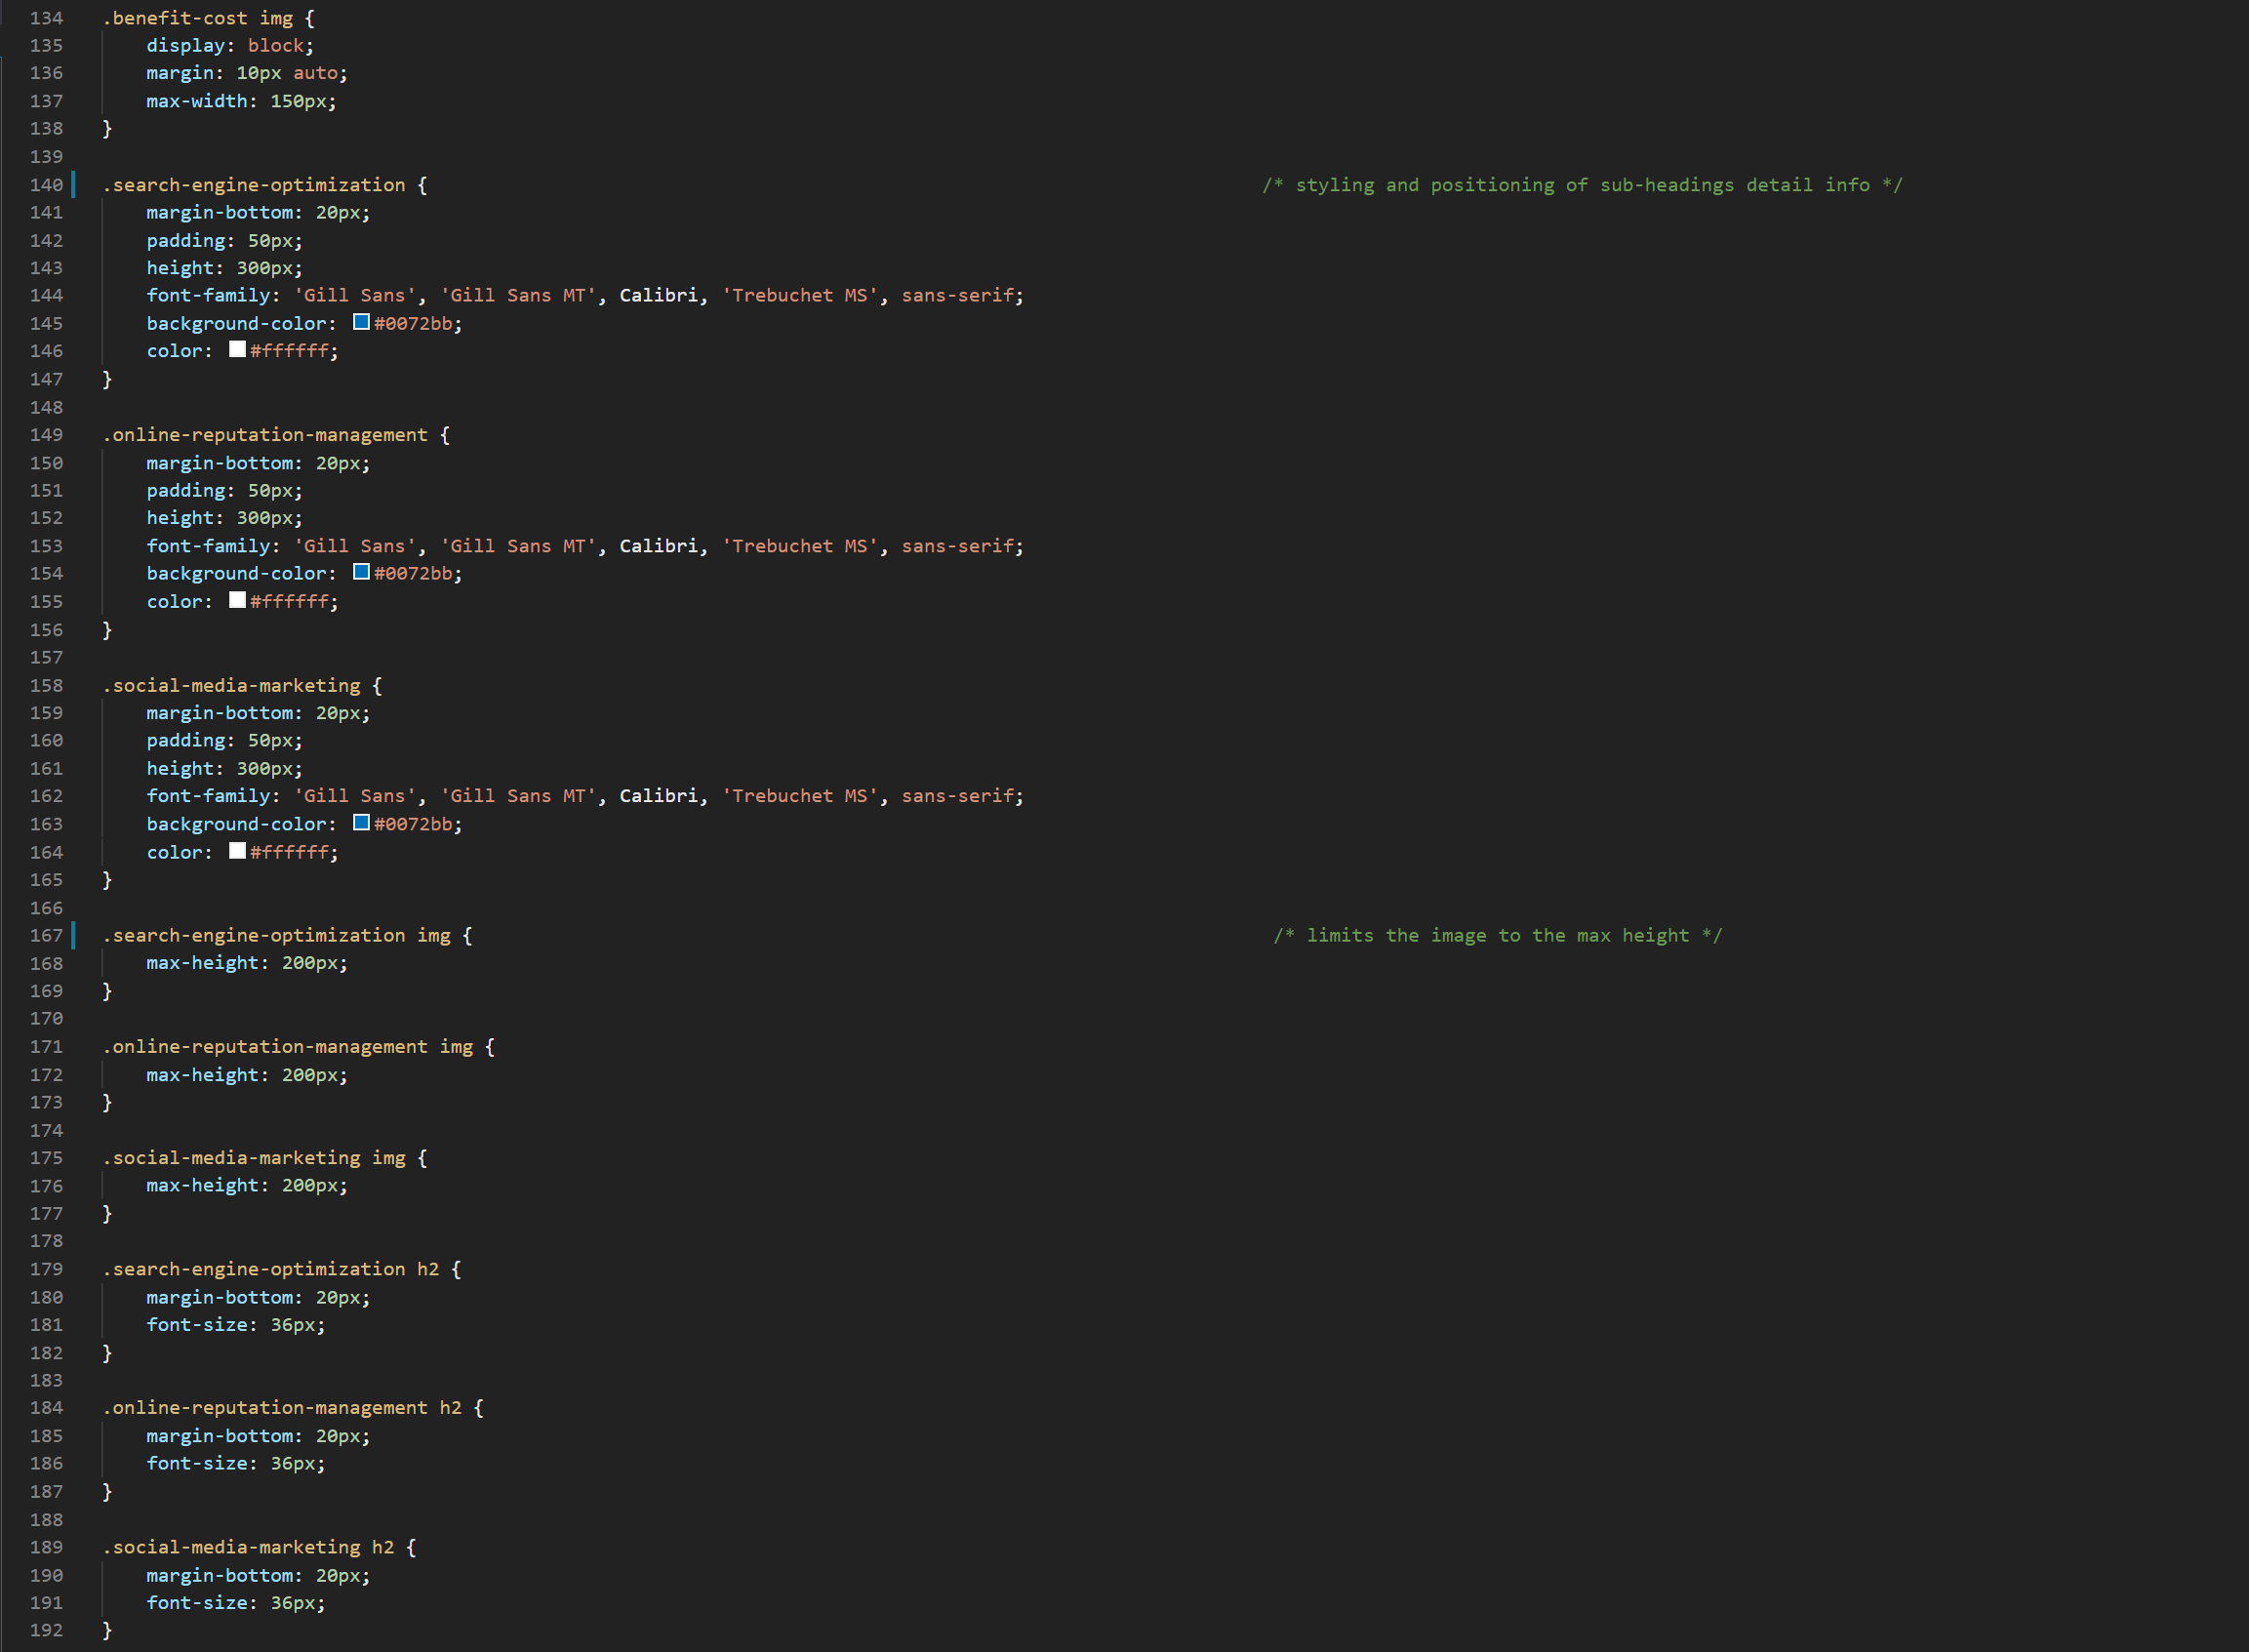 134 .benefit-cost img {
135     display: block;
136     margin: 10px auto;
137     max-width: 150px;
138 }
139
140 .search-engine-optimization { /* styling and positioning of sub-headings detail info */
141     margin-bottom: 20px;
142     padding: 50px;
143     height: 300px;
144     font-family: 'Gill Sans', 'Gill Sans MT', Calibri, 'Trebuchet MS', sans-serif;
145     background-color: #0072bb;
146     color: #ffffff;
147 }
148
149 .online-reputation-management {
150     margin-bottom: 20px;
151     padding: 50px;
152     height: 300px;
153     font-family: 'Gill Sans', 'Gill Sans MT', Calibri, 'Trebuchet MS', sans-serif;
154     background-color: #0072bb;
155     color: #ffffff;
156 }
157
158 .social-media-marketing {
159     margin-bottom: 20px;
160     padding: 50px;
161     height: 300px;
162     font-family: 'Gill Sans', 'Gill Sans MT', Calibri, 'Trebuchet MS', sans-serif;
163     background-color: #0072bb;
164     color: #ffffff;
165 }
166
167 .search-engine-optimization img { /* limits the image to the max height */
168     max-height: 200px;
169 }
170
171 .online-reputation-management img {
172     max-height: 200px;
173 }
174
175 .social-media-marketing img {
176     max-height: 200px;
177 }
178
179 .search-engine-optimization h2 {
180     margin-bottom: 20px;
181     font-size: 36px;
182 }
183
184 .online-reputation-management h2 {
185     margin-bottom: 20px;
186     font-size: 36px;
187 }
188
189 .social-media-marketing h2 {
190     margin-bottom: 20px;
191     font-size: 36px;
192 }